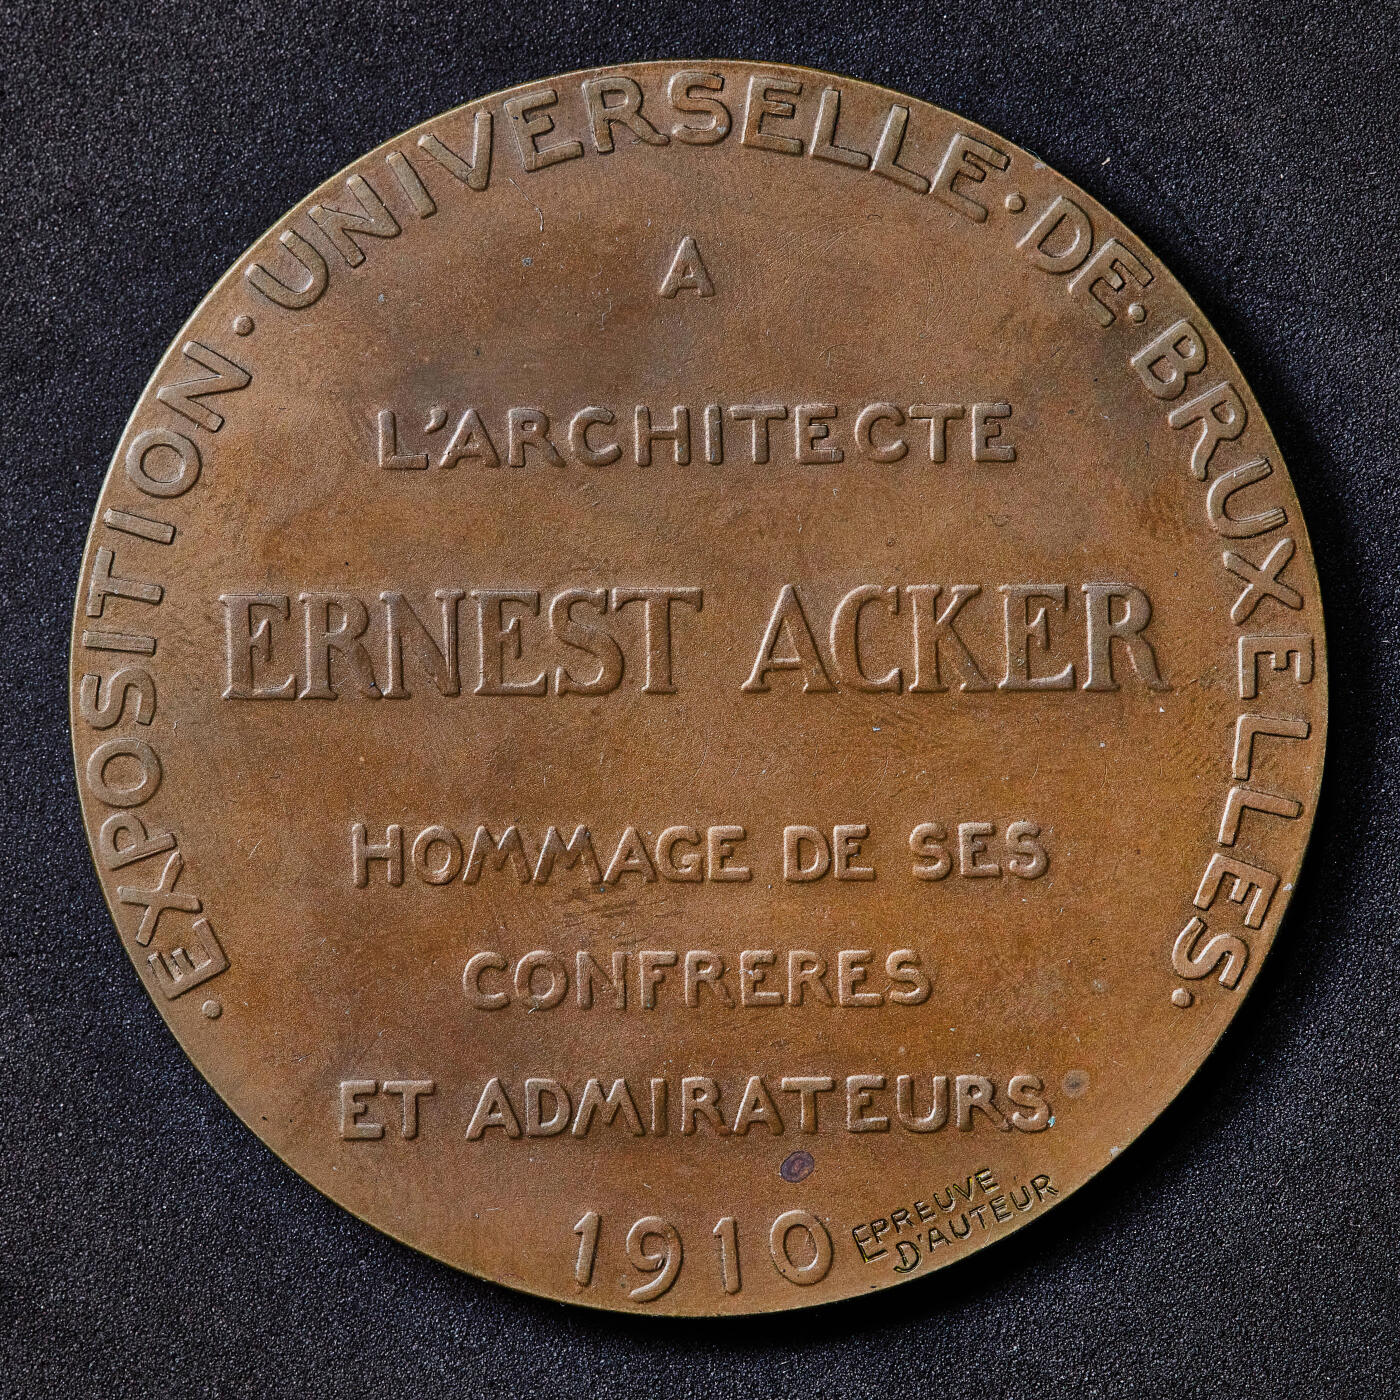 . EXPOSITION · UNIVERSELLE · DE · BRUXELLES .
A
L'ARCHITECTE
ERNEST ACKER
HOMMAGE DE SES
CONFRERES
ET ADMIRATEURS
1910
EPREUVE
D'AUTEUR